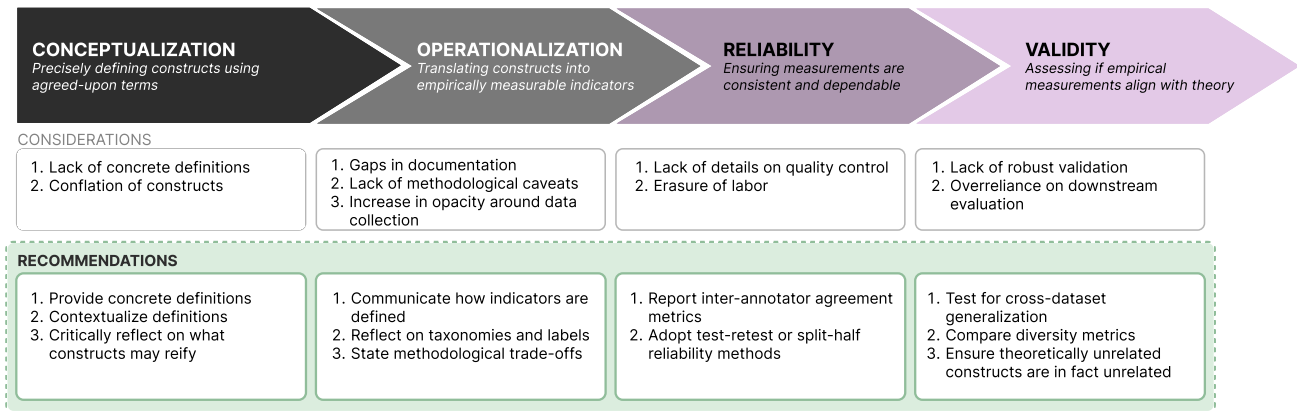 CONCEPTUALIZATION
Precisely defining constructs using
agreed-upon terms
OPERATIONALIZATION
Translating constructs into
empirically measurable indicators
RELIABILITY
Ensuring measurements are
consistent and dependable
VALIDITY
Assessing if empirical
measurements align with theory
CONSIDERATIONS
1. Lack of concrete definitions
2. Conflation of constructs
1. Gaps in documentation
2. Lack of methodological caveats
3. Increase in opacity around data
collection
1. Lack of details on quality control
2. Erasure of labor
1. Lack of robust validation
2. Overreliance on downstream
evaluation
RECOMMENDATIONS
1. Provide concrete definitions
2. Contextualize definitions
3. Critically reflect on what
constructs may reify
1. Communicate how indicators are
defined
2. Reflect on taxonomies and labels
3. State methodological trade-offs
1. Report inter-annotator agreement
metrics
2. Adopt test-retest or split-half
reliability methods
1. Test for cross-dataset
generalization
2. Compare diversity metrics
3. Ensure theoretically unrelated
constructs are in fact unrelated